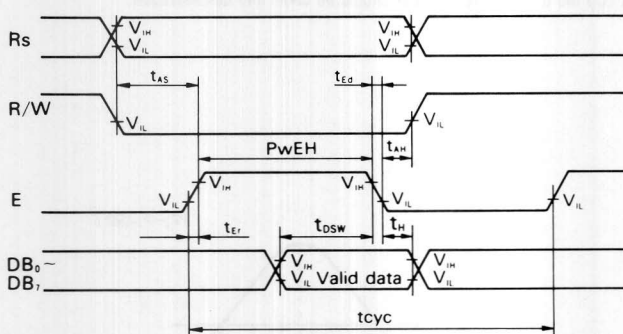 Rs VIH VIL VIH VIL
tAS tEd
R/W VIL VIL
PwEH tAH
E VIL VIH VIH VIL VIL
tEr tDSW tH
DB0~ VIH VIH
DB7 VIL Valid data VIL
tcyc